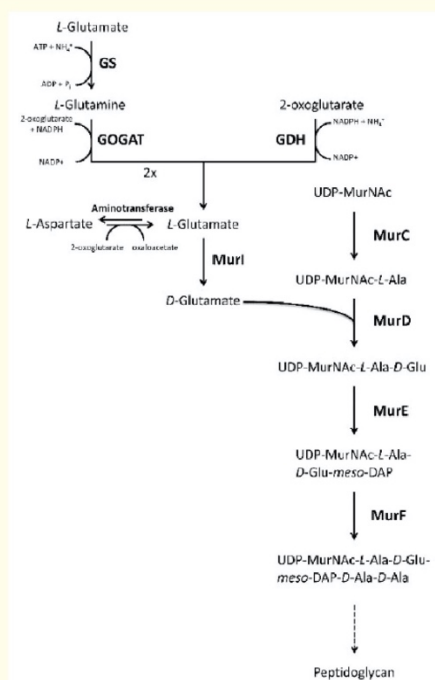 L-Glutamate
ATP + NH₄⁺
GS
ADP + Pᵢ
L-Glutamine
2-oxoglutarate
+ NADPH
GOGAT
NADP+
2x
2-oxoglutarate
NADPH + NH₄⁺
GDH
NADP+
Aminotransferase
L-Aspartate
L-Glutamate
2-oxoglutarate
oxaloacetate
MurI
D-Glutamate
UDP-MurNAc
MurC
UDP-MurNAc-L-Ala
MurD
UDP-MurNAc-L-Ala-D-Glu
MurE
UDP-MurNAc-L-Ala-
D-Glu-meso-DAP
MurF
UDP-MurNAc-L-Ala-D-Glu-
meso-DAP-D-Ala-D-Ala
Peptidoglycan